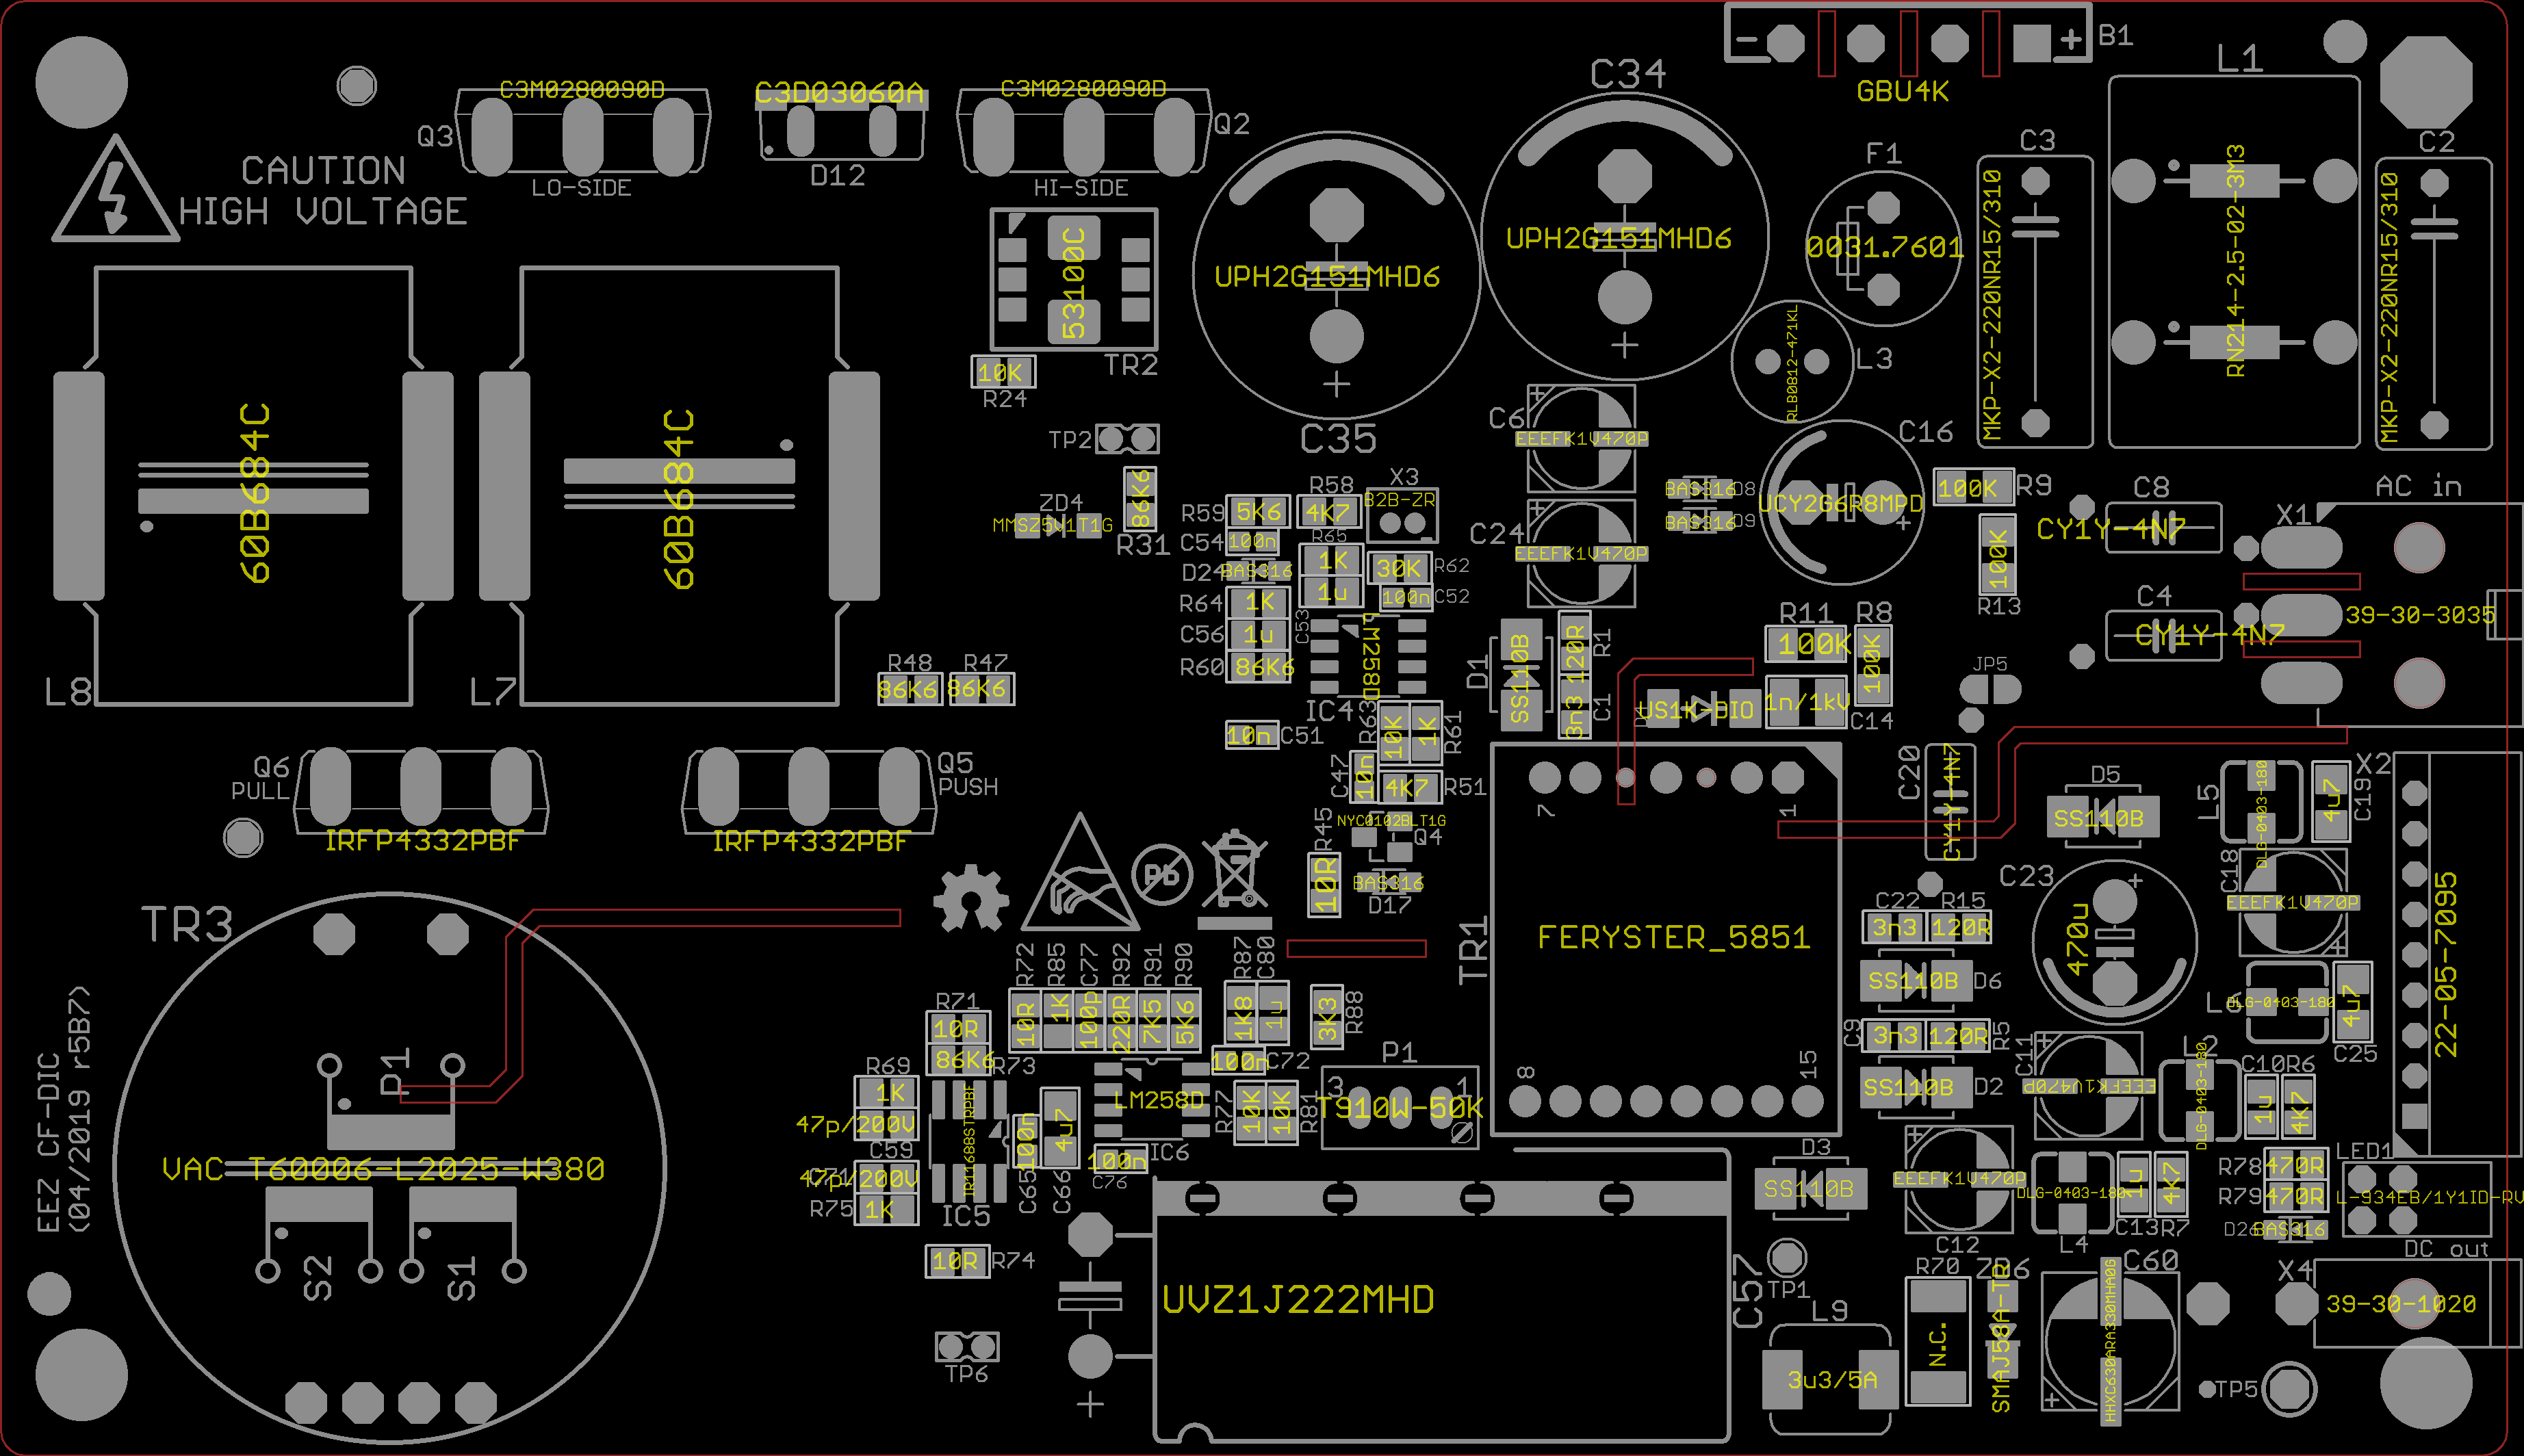 B1
-
+
GBU4K
L1
C34
C3M0280090D
C3D03060A
C3M0280090D
Q3
Q2
LO-SIDE
D12
HI-SIDE
CAUTION
HIGH VOLTAGE
UPH2G151MHD6
UPH2G151MHD6
F1
0031.7601
C3
MKP-X2-220NR15/310
RN214-2.5-02-3M3
C2
MKP-X2-220NR15/310
53100C
TR2
10K
R24
+
+
C35
RLB0812-471KL
L3
60B684C
60B684C
L8
L7
TP2
ZD4
MMSZ5V1T1G
86K6
R31
C6
EEEFK1V470P
C24
EEEFK1V470P
BAS316
D8
BAS316
D9
C16
UCY2G6R8MPD
+
100K
R9
100K
R13
AC in
C8
CY1Y-4N7
X1
C4
CY1Y-4N7
39-30-3035
R59
5K6
R58
4K7
X3
B2B-ZR
C54
100n
R65
D24
BAS316
1K
30K
R62
R64
1K
1u
100n
C52
C56
1u
C53
R60
86K6
LM258D
IC4
D1
SS110B
120R
R1
3n3
C1
R11
100K
R8
100K
US1K-DIO
1n/1kV
C14
JP5
R48
R47
86K6
86K6
10n
C51
R63
10K
1K
R61
C47
10n
4K7
R51
Q6
PULL
IRFP4332PBF
Q5
PUSH
IRFP4332PBF
NYC0102BLT1G
Q4
R45
10R
BAS316
D17
Pb
7
1
C20
CY1Y-4N7
D5
SS110B
L5
DLG-0403-180
4u7
C19
X2
TR1
FERYSTER_5851
8
15
C23
470u
+
C18
EEEFK1V470P
C22
R15
3n3
120R
SS110B
D6
C9
3n3
120R
R5
SS110B
D2
L6
DLG-0403-180
4u7
C25
22-05-7095
TR3
D1
VAC T60006-L2025-W380
S2
S1
EEZ CF-DIC
(04/2019 r5B7)
R72
R85
C77
R92
R91
R90
10R
1K
100p
220R
7K5
5K6
R87
C80
1K8
1u
3K3
R88
R71
10R
86K6
R73
100n
C72
R69
1K
47p/200V
C59
C71
47p/200V
R75
1K
IR11688STRPBF
IC5
100n
C65
4u7
C66
LM258D
IC6
100n
C76
R77
10K
10K
R81
P1
3
1
T910W-50K
C11
EEEFK1V470P
L2
DLG-0403-180
C10
R6
1u
4K7
D3
SS110B
EEEFK1V470P
C12
DLG-0403-180
L4
1u
4K7
C13
R7
R78
470R
R79
470R
D26
BAS316
LED1
L-934EB/1Y1ID-RV
DC out
10R
R74
TP6
+
UVZ1J222MHD
C57
TP1
L9
3u3/5A
R70
N.C.
ZD6
SMAJ58A-TR
C60
HHXC630ARA330MHA0G
+
X4
39-30-1020
TP5